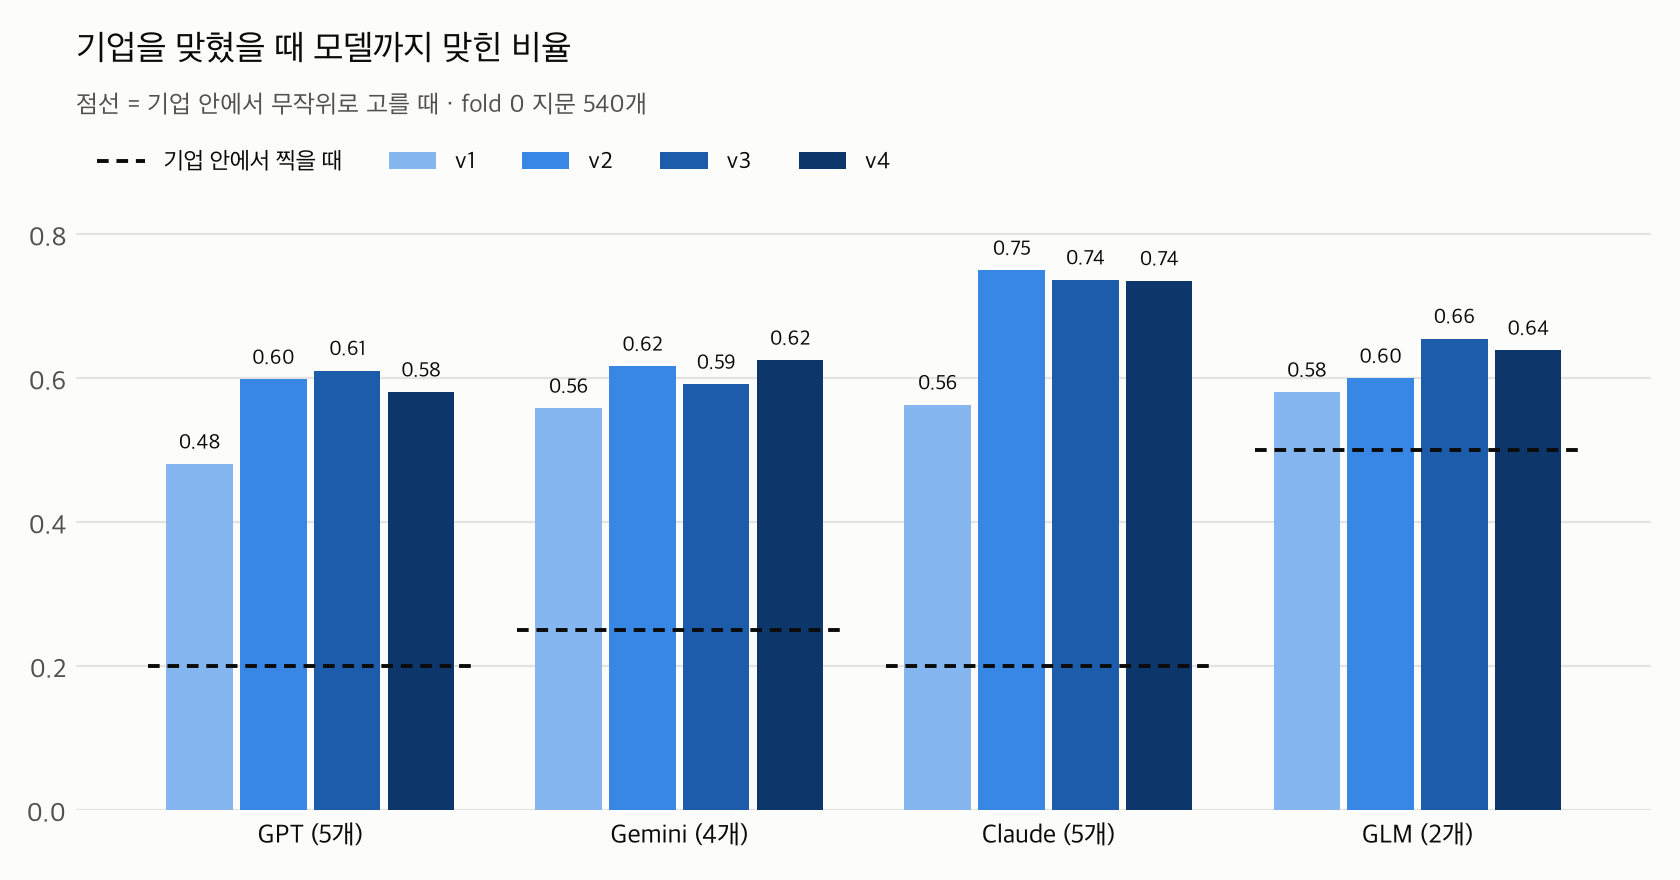 기업을 맞혔을 때 모델까지 맞힌 비율
점선 = 기업 안에서 무작위로 고를 때 · fold 0 지문 540개
기업 안에서 찍을 때 v1 v2 v3 v4
0.8
0.6
0.4
0.2
0.0
0.48 0.60 0.61 0.58
0.56 0.62 0.59 0.62
0.56 0.75 0.74 0.74
0.58 0.60 0.66 0.64
GPT (5개) Gemini (4개) Claude (5개) GLM (2개)